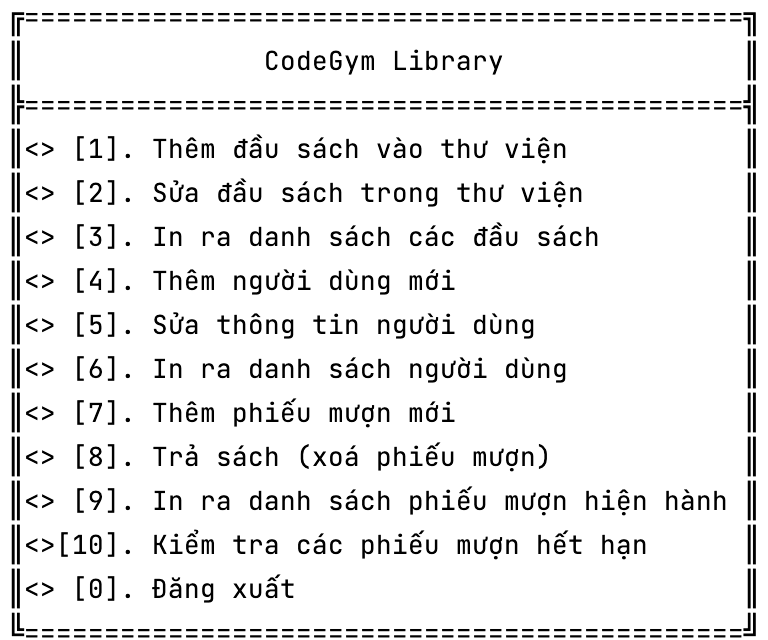 ╔=============================================╗
║               CodeGym Library               ║
╠=============================================╣
║<> [1]. Thêm đầu sách vào thư viện           ║
║<> [2]. Sửa đầu sách trong thư viện          ║
║<> [3]. In ra danh sách các đầu sách         ║
║<> [4]. Thêm người dùng mới                  ║
║<> [5]. Sửa thông tin người dùng             ║
║<> [6]. In ra danh sách người dùng           ║
║<> [7]. Thêm phiếu mượn mới                  ║
║<> [8]. Trả sách (xoá phiếu mượn)            ║
║<> [9]. In ra danh sách phiếu mượn hiện hành ║
║<>[10]. Kiểm tra các phiếu mượn hết hạn      ║
║<> [0]. Đăng xuất                            ║
╚=============================================╝